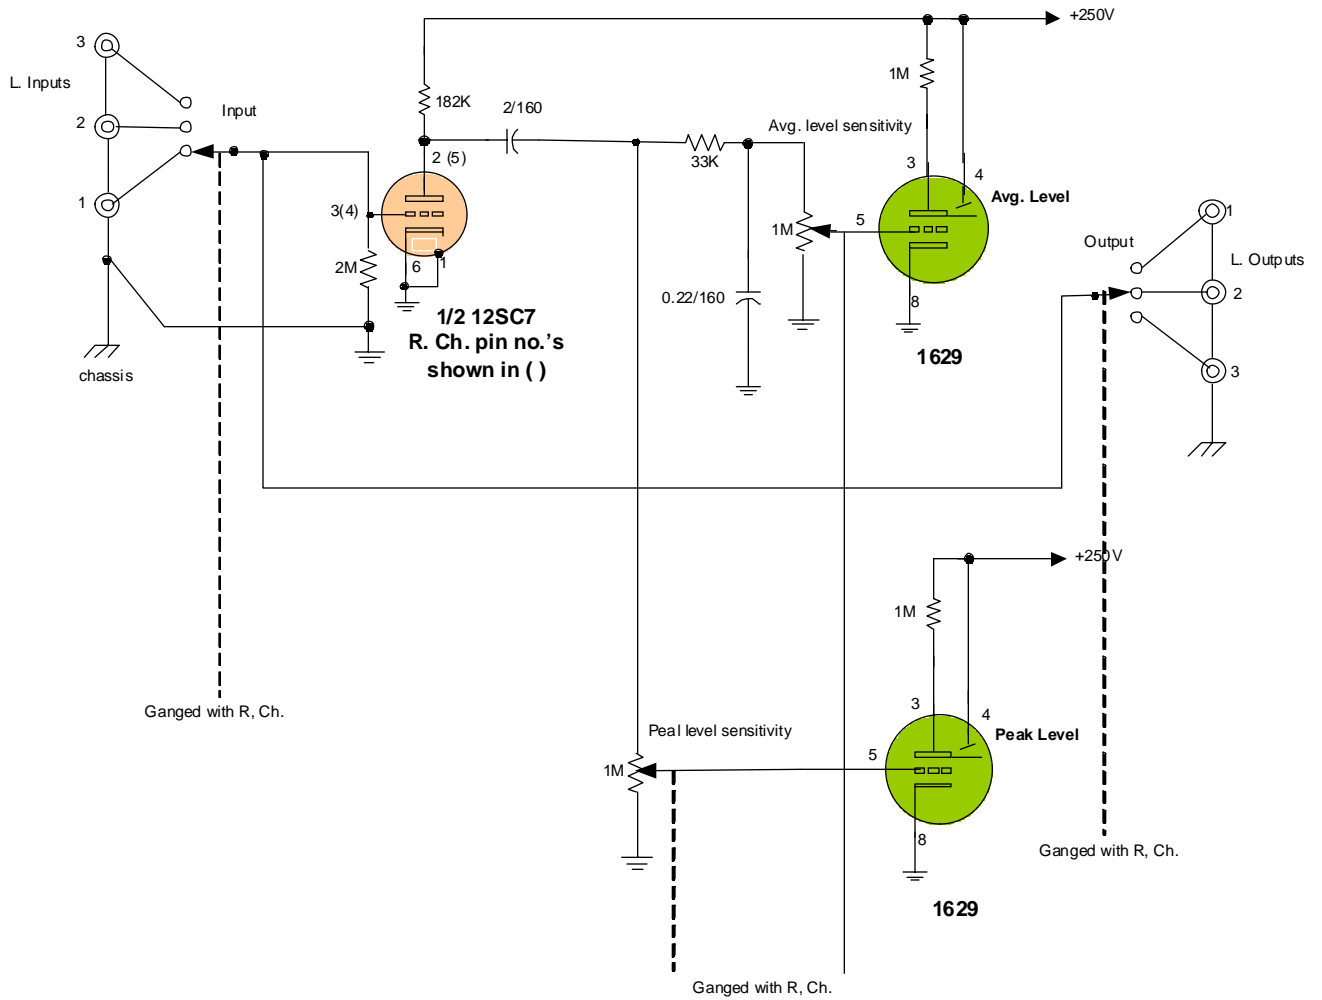 +250V
3
L. Inputs
Input
2
1
chassis
182K
2/160
2 (5)
3(4)
2M
6
1
1/2 12SC7
R. Ch. pin no.'s
shown in ( )
33K
0.22/160
Avg. level sensitivity
1M
1M
3
4
5
8
Avg. Level
1629
Output
1
L. Outputs
2
3
+250V
1M
3
4
5
8
Peak Level
1629
Peal level sensitivity
1M
Ganged with R, Ch.
Ganged with R, Ch.
Ganged with R, Ch.